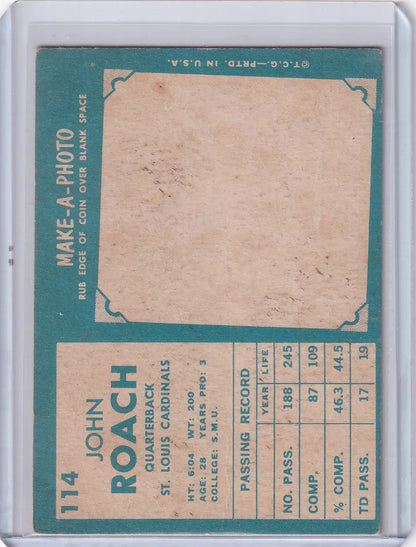 114
JOHN
ROACH
QUARTERBACK
ST. LOUIS CARDINALS
HT: 6:04 WT: 200
AGE: 28 YEARS PRO: 3
COLLEGE: S.M.U.
PASSING RECORD
YEAR LIFE
NO. PASS. 188 245
COMP. 87 109
% COMP. 46.3 44.5
TD PASS. 17 19
MAKE-A-PHOTO
RUB EDGE OF COIN OVER BLANK SPACE
©T.C.G.—PRTD. IN U.S.A.